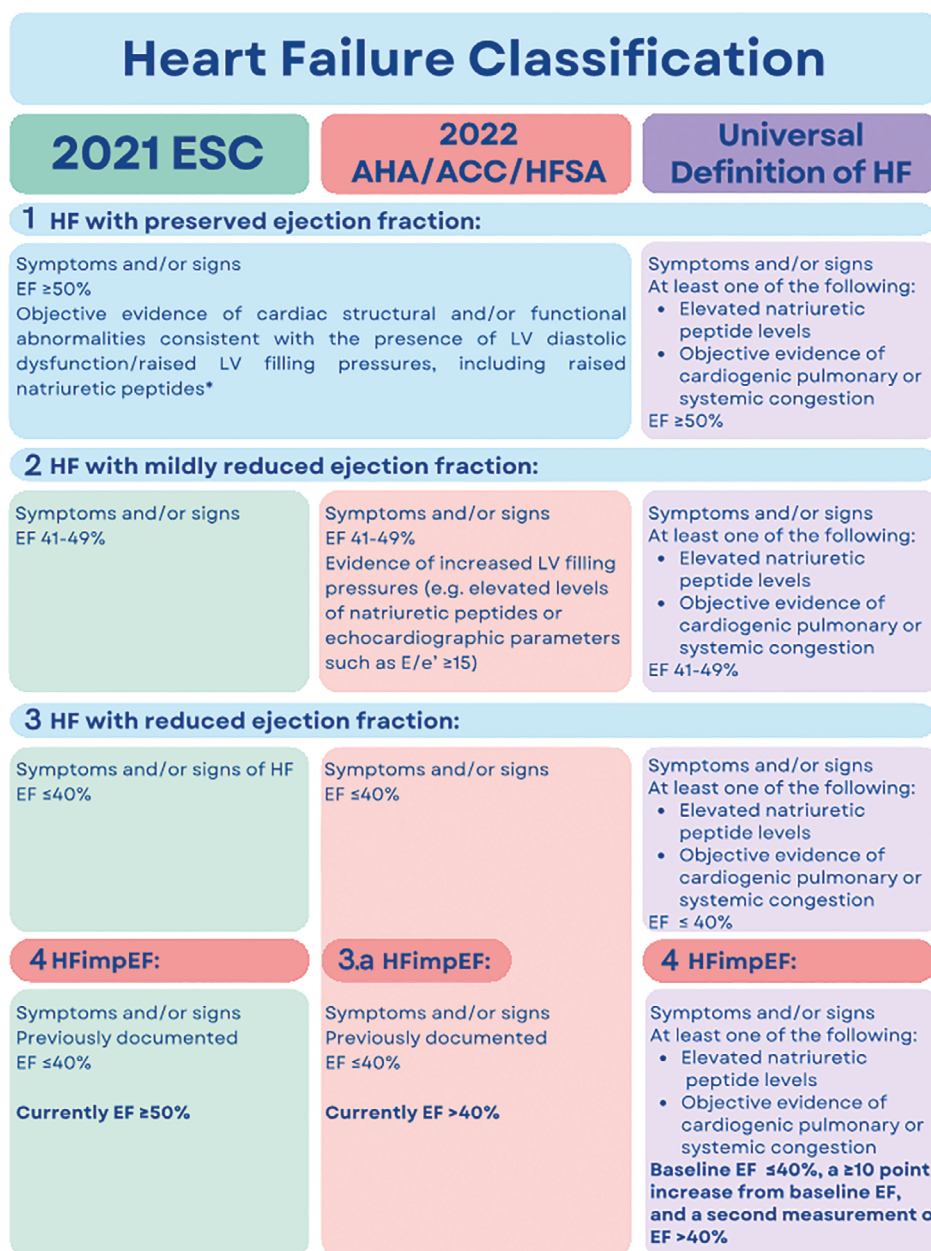 Heart Failure Classification
2021 ESC
2022
AHA/ACC/HFSA
Universal
Definition of HF
1 HF with preserved ejection fraction:
Symptoms and/or signs
EF ≥50%
Objective evidence of cardiac structural and/or functional
abnormalities consistent with the presence of LV diastolic
dysfunction/raised LV filling pressures, including raised
natriuretic peptides*
Symptoms and/or signs
At least one of the following:
• Elevated natriuretic
peptide levels
• Objective evidence of
cardiogenic pulmonary or
systemic congestion
EF ≥50%
2 HF with mildly reduced ejection fraction:
Symptoms and/or signs
EF 41-49%
Symptoms and/or signs
EF 41-49%
Evidence of increased LV filling
pressures (e.g. elevated levels
of natriuretic peptides or
echocardiographic parameters
such as E/e’ ≥15)
Symptoms and/or signs
At least one of the following:
• Elevated natriuretic
peptide levels
• Objective evidence of
cardiogenic pulmonary or
systemic congestion
EF 41-49%
3 HF with reduced ejection fraction:
Symptoms and/or signs of HF
EF ≤40%
Symptoms and/or signs
EF ≤40%
Symptoms and/or signs
At least one of the following:
• Elevated natriuretic
peptide levels
• Objective evidence of
cardiogenic pulmonary or
systemic congestion
EF ≤ 40%
4 HFimpEF:
Symptoms and/or signs
Previously documented
EF ≤40%
Currently EF ≥50%
3.a HFimpEF:
Symptoms and/or signs
Previously documented
EF ≤40%
Currently EF >40%
4 HFimpEF:
Symptoms and/or signs
At least one of the following:
• Elevated natriuretic
peptide levels
• Objective evidence of
cardiogenic pulmonary or
systemic congestion
Baseline EF ≤40%, a ≥10 point
increase from baseline EF,
and a second measurement
EF >40%